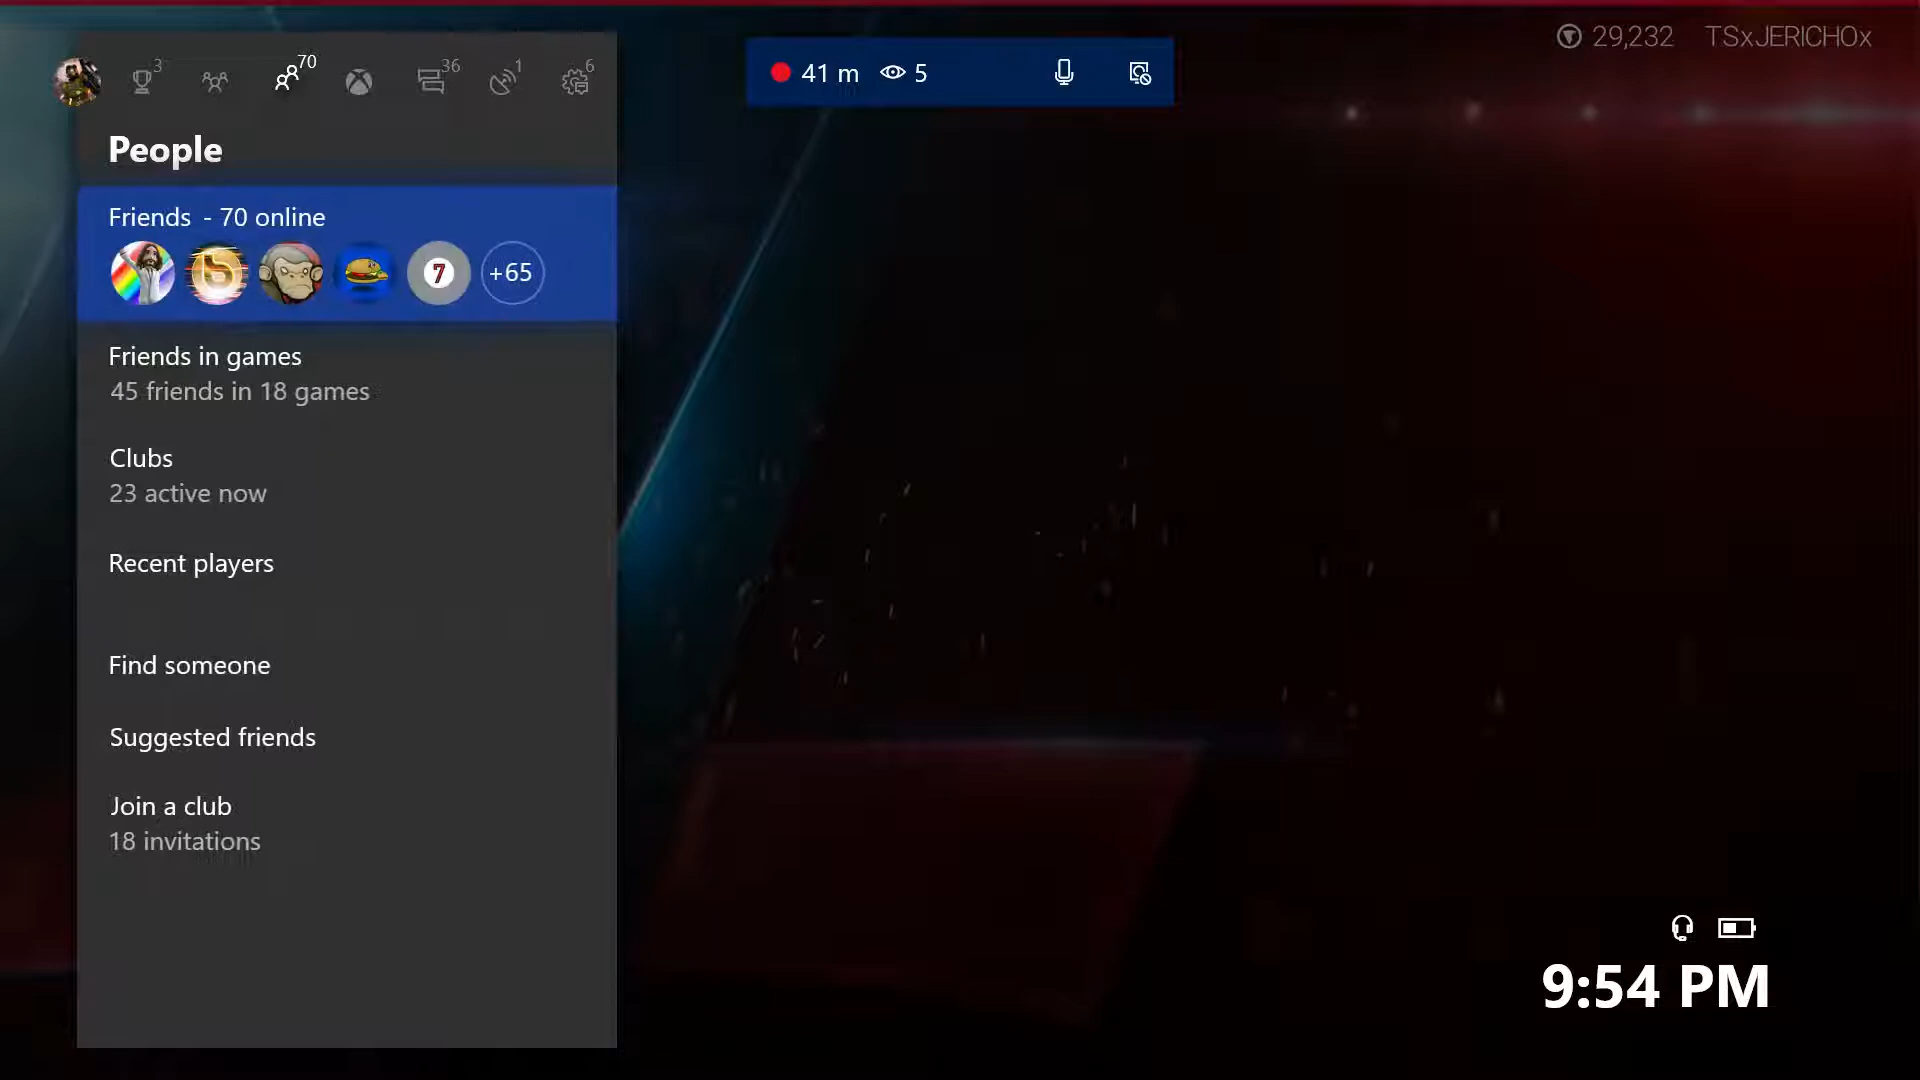 3
70
36
1
6
41 m 5
29,232 TSxJERICHOx
People
Friends - 70 online
7
+65
Friends in games
45 friends in 18 games
Clubs
23 active now
Recent players
Find someone
Suggested friends
Join a club
18 invitations
9:54 PM